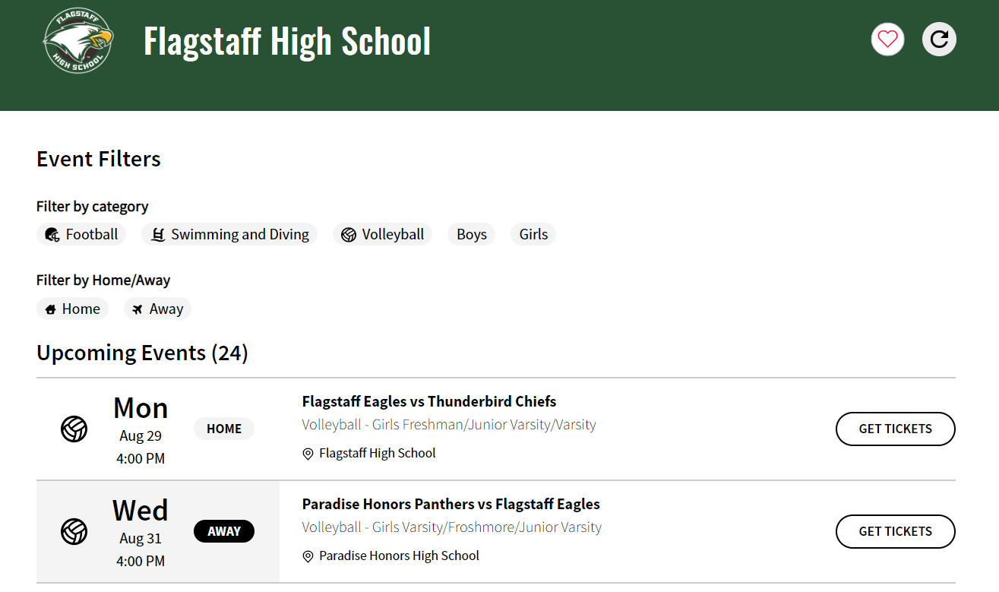 FLAGSTAFF
HIGH SCHOOL
Flagstaff High School
Event Filters
Filter by category
Football Swimming and Diving Volleyball Boys Girls
Filter by Home/Away
Home Away
Upcoming Events (24)
Mon
Aug 29
4:00 PM
HOME
Flagstaff Eagles vs Thunderbird Chiefs
Volleyball - Girls Freshman/Junior Varsity/Varsity
Flagstaff High School
GET TICKETS
Wed
Aug 31
4:00 PM
AWAY
Paradise Honors Panthers vs Flagstaff Eagles
Volleyball - Girls Varsity/Froshmore/Junior Varsity
Paradise Honors High School
GET TICKETS